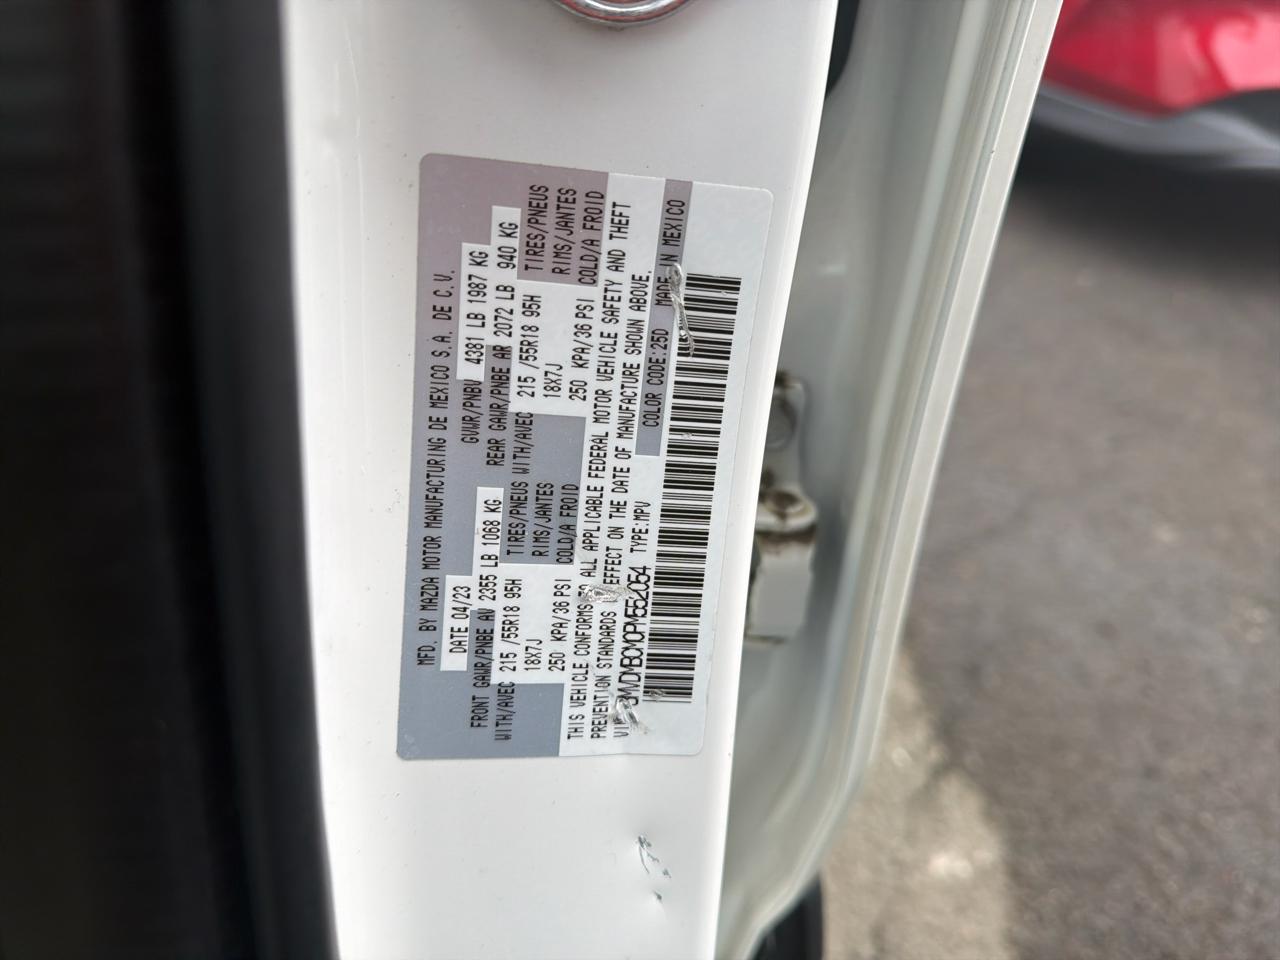 MFD. BY MAZDA MOTOR MANUFACTURING DE MEXICO S.A. DE C.V.
DATE 04/23 GVWR/PNBV 4381 LB 1987 KG
FRONT GAWR/PNBE AV 2355 LB 1068 KG REAR GAWR/PNBE AR 2072 LB 940 KG
WITH/AVEC 215 /55R18 95H TIRES/PNEUS WITH/AVEC 215 /55R18 95H TIRES/PNEUS
18X7J RIMS/JANTES 18X7J RIMS/JANTES
250 KPA/36 PSI COLD/A FROID 250 KPA/36 PSI COLD/A FROID
THIS VEHICLE CONFORMS TO ALL APPLICABLE FEDERAL MOTOR VEHICLE SAFETY AND THEFT
PREVENTION STANDARDS IN EFFECT ON THE DATE OF MANUFACTURE SHOWN ABOVE.
TYPE:MPV COLOR CODE:25D MADE IN MEXICO